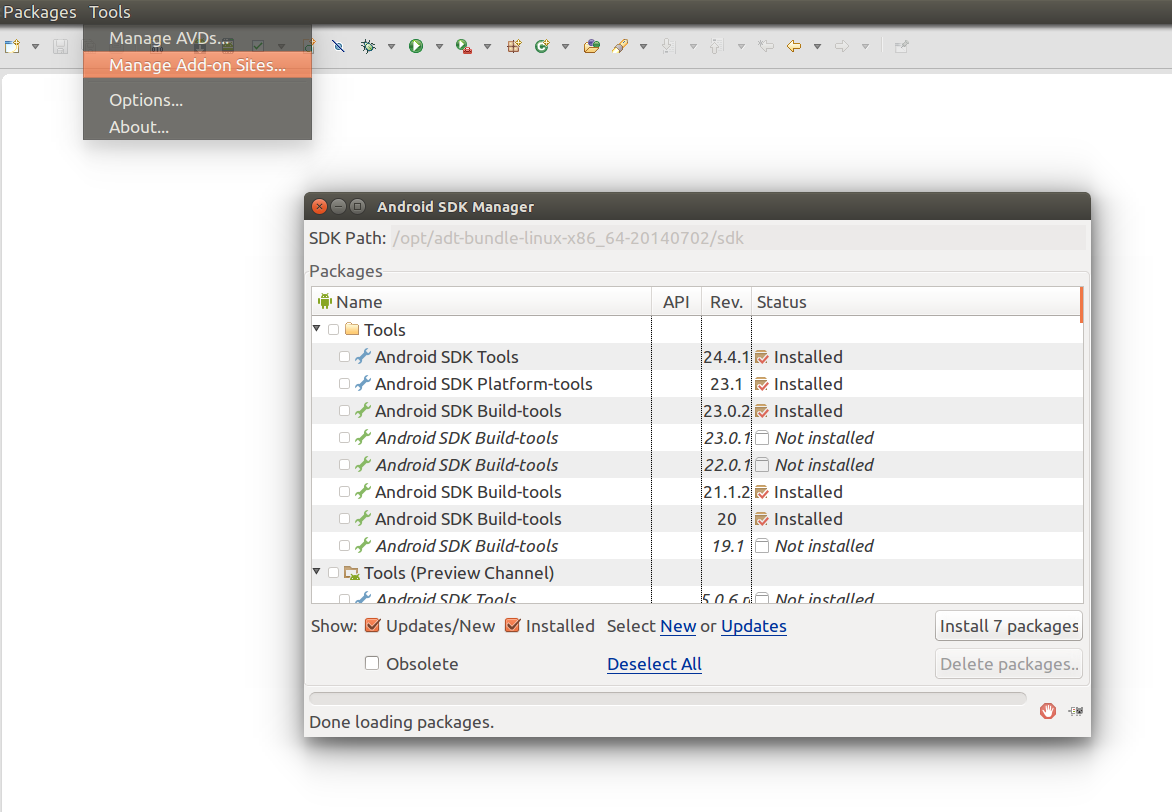 Packages Tools
Manage AVDs...
Manage Add-on Sites...
Options...
About...
Android SDK Manager
SDK Path: /opt/adt-bundle-linux-x86_64-20140702/sdk
Packages
Name API Rev. Status
Tools
Android SDK Tools 24.4.1 Installed
Android SDK Platform-tools 23.1 Installed
Android SDK Build-tools 23.0.2 Installed
Android SDK Build-tools 23.0.1 Not installed
Android SDK Build-tools 22.0.1 Not installed
Android SDK Build-tools 21.1.2 Installed
Android SDK Build-tools 20 Installed
Android SDK Build-tools 19.1 Not installed
Tools (Preview Channel)
Android SDK Tools Not installed
Show: Updates/New Installed Select New or Updates Install 7 packages
Obsolete Deselect All Delete packages..
Done loading packages.